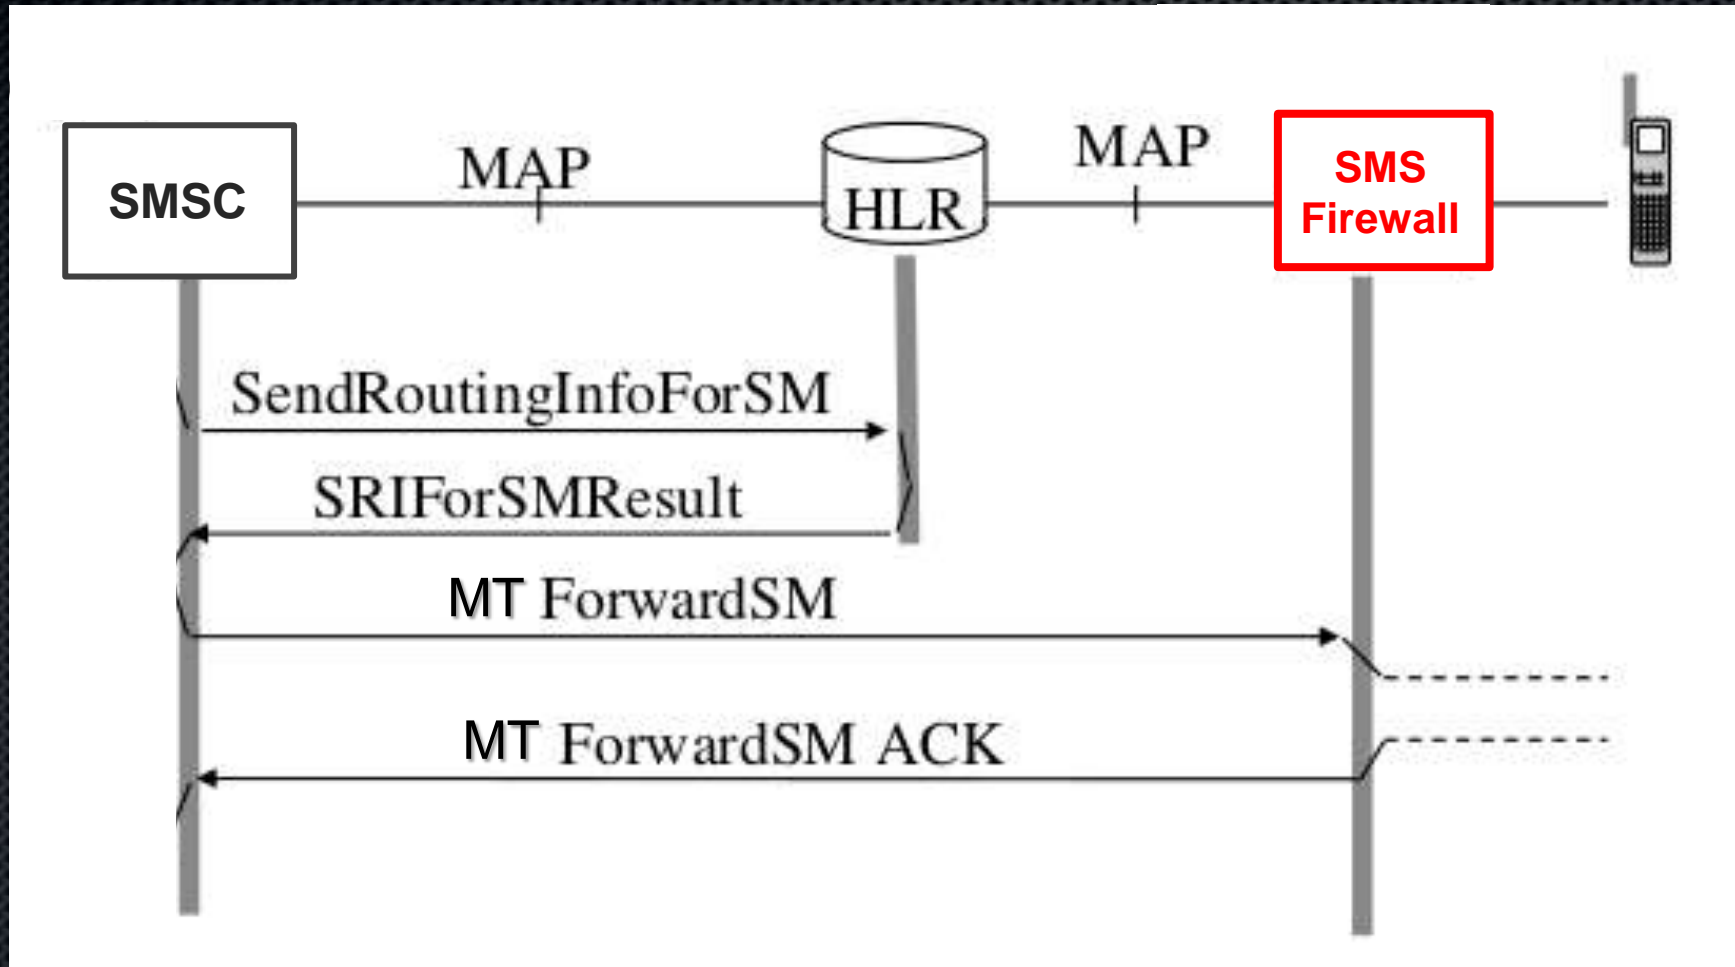 SMSC
MAP
HLR
MAP
SMS
Firewall
SendRoutingInfoForSM
SRIForSMResult
MT ForwardSM
MT ForwardSM ACK